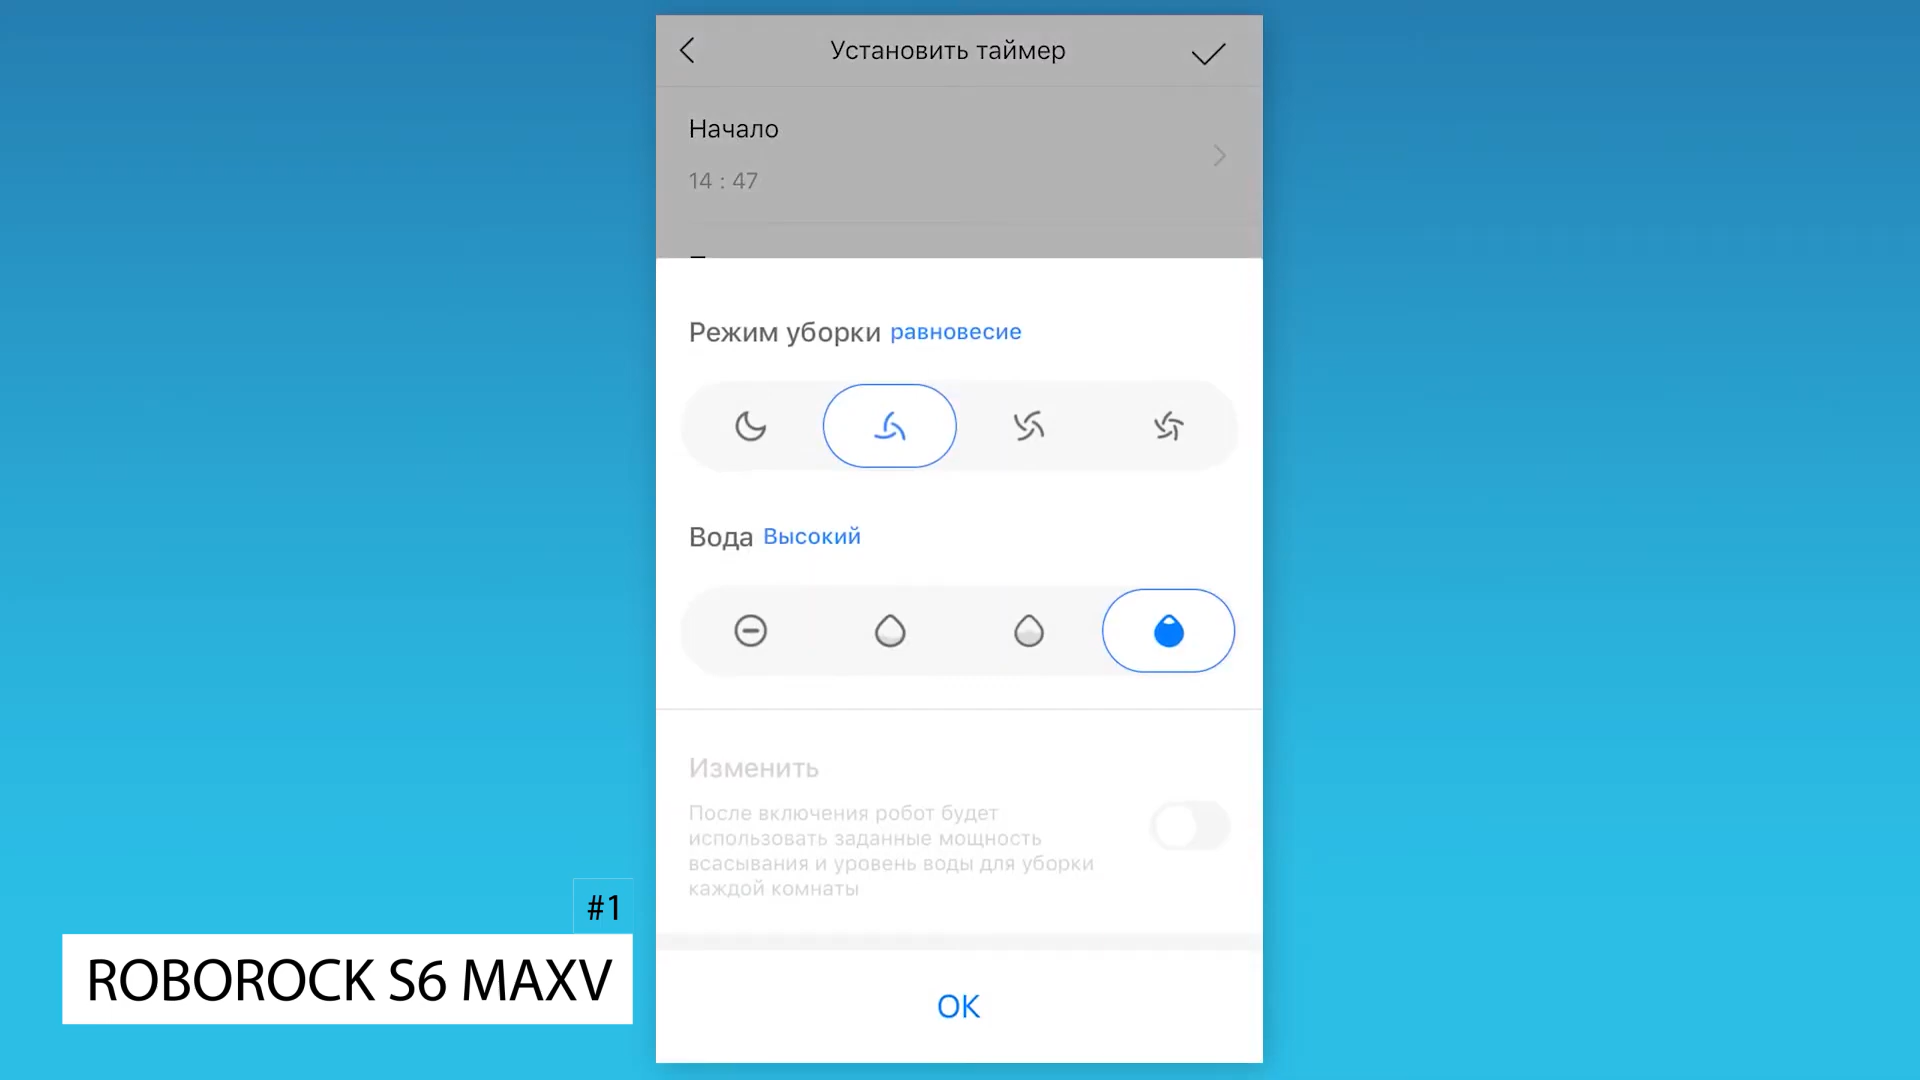 Установить таймер
Начало
14 : 47
Режим уборки равновесие
Вода Высокий
Изменить
После включения робот будет
использовать заданные мощность
всасывания и уровень воды для уборки
каждой комнаты
OK
#1
ROBOROCK S6 MAXV